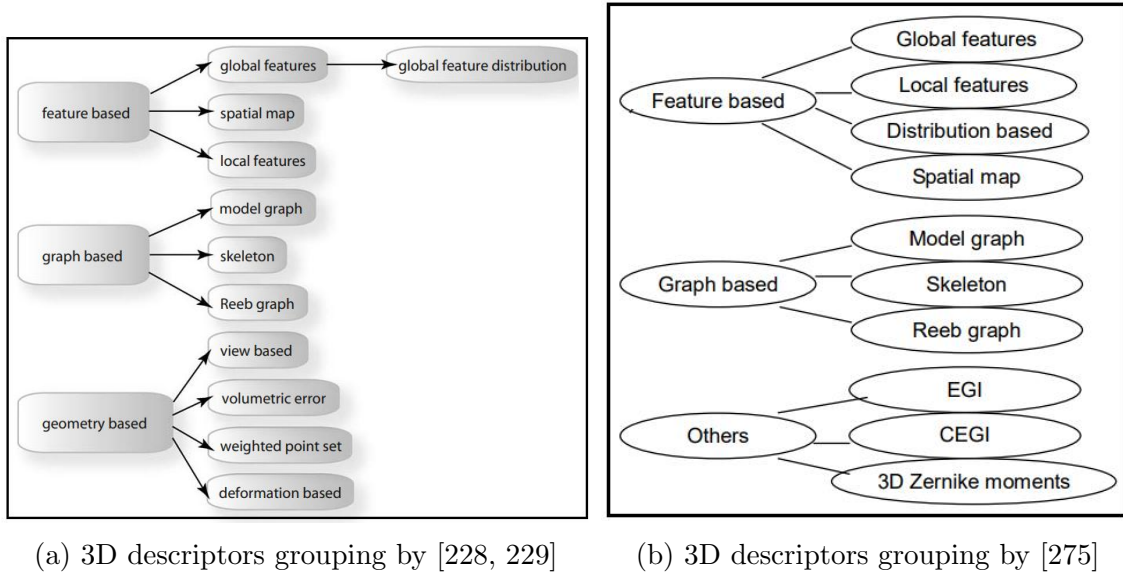 feature based
global features
global feature distribution
spatial map
local features
graph based
model graph
skeleton
Reeb graph
geometry based
view based
volumetric error
weighted point set
deformation based
(a) 3D descriptors grouping by [228, 229]
Feature based
Global features
Local features
Distribution based
Spatial map
Graph based
Model graph
Skeleton
Reeb graph
Others
EGI
CEGI
3D Zernike moments
(b) 3D descriptors grouping by [275]